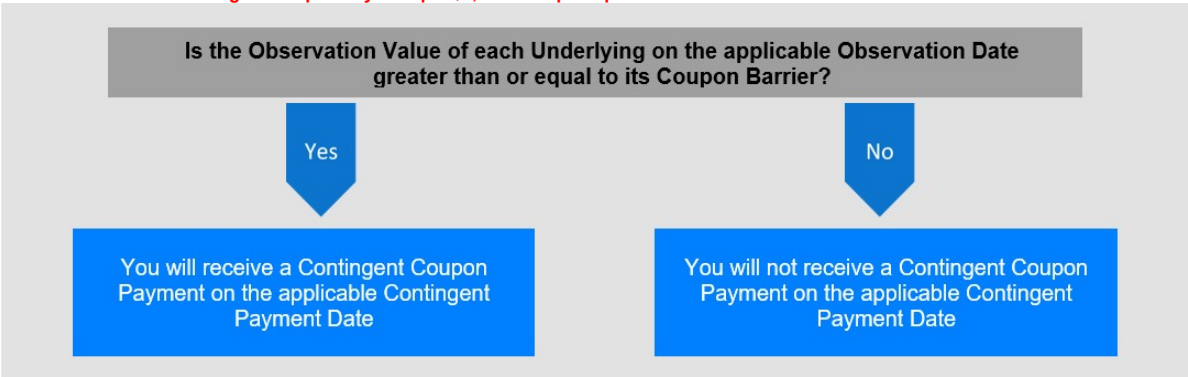 Is the Observation Value of each Underlying on the applicable Observation Date
greater than or equal to its Coupon Barrier?
Yes
No
You will receive a Contingent Coupon
Payment on the applicable Contingent
Payment Date
You will not receive a Contingent Coupon
Payment on the applicable Contingent
Payment Date